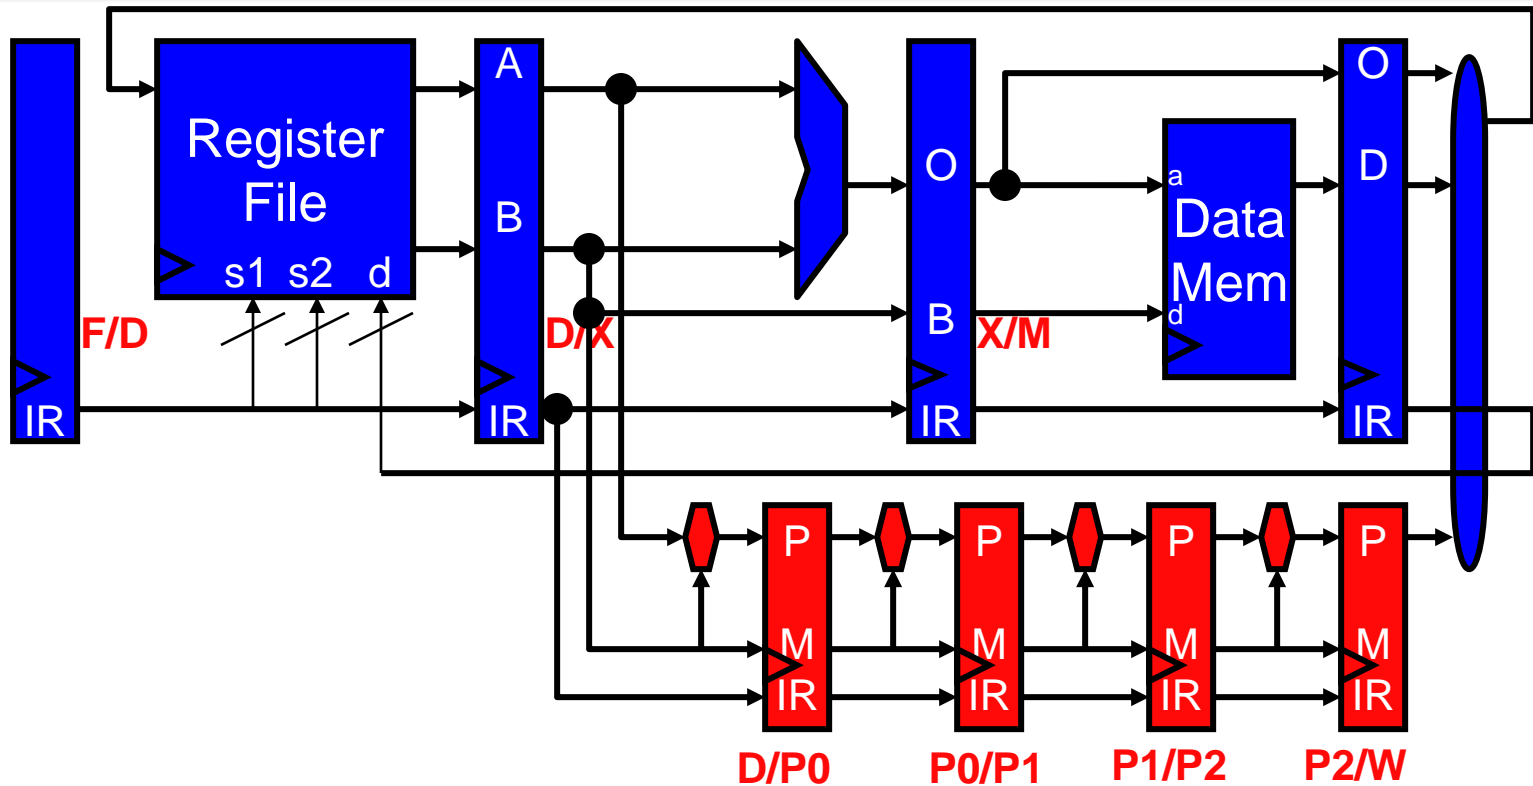 A
O
Register
File
O
D
B
a
Data
Mem
s1 s2 d
B
d
F/D
D/X
X/M
IR
IR
IR
IR
P
P
P
P
M
M
M
M
IR
IR
IR
IR
D/P0
P0/P1
P1/P2
P2/W